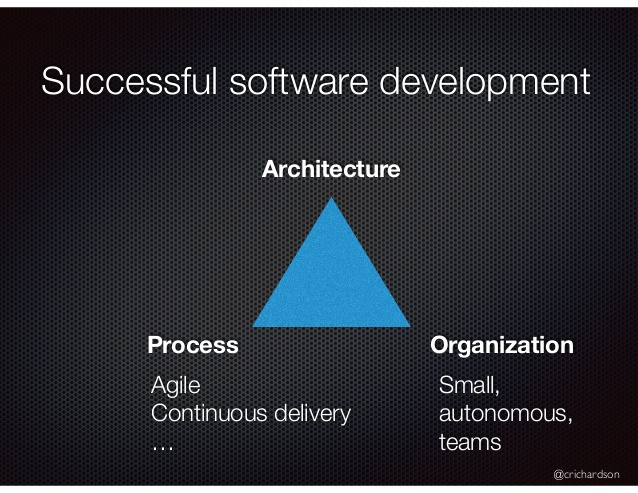 Successful software development
Architecture
Process
Agile
Continuous delivery
…
Organization
Small,
autonomous,
teams
@crichardson